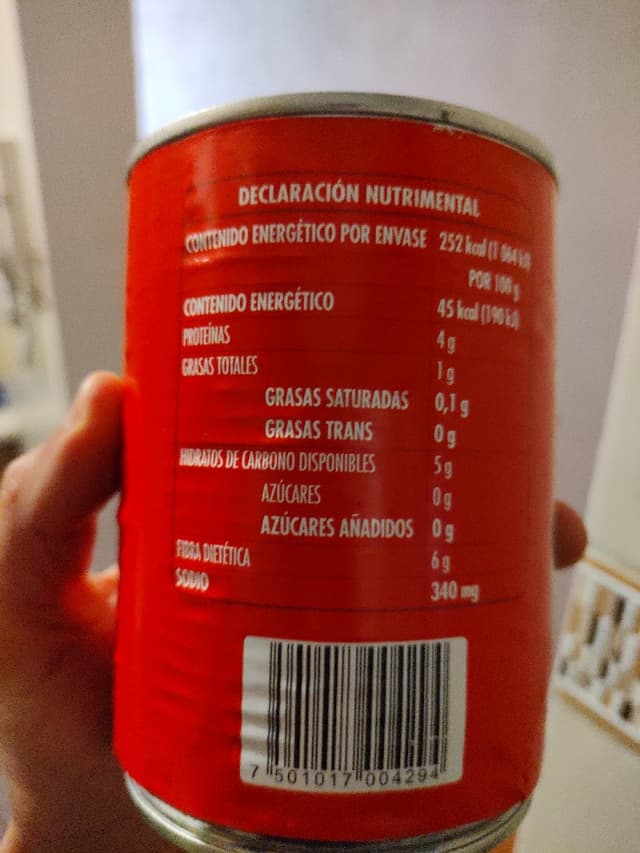 DECLARACIÓN NUTRIMENTAL
CONTENIDO ENERGÉTICO POR ENVASE 252 kcal (1 064 kJ)
POR 100 g
CONTENIDO ENERGÉTICO 45 kcal (190 kJ)
PROTEÍNAS 4 g
GRASAS TOTALES 1 g
GRASAS SATURADAS 0,1 g
GRASAS TRANS 0 g
HIDRATOS DE CARBONO DISPONIBLES 5 g
AZÚCARES 0 g
AZÚCARES AÑADIDOS 0 g
FIBRA DIETÉTICA 6 g
SODIO 340 mg
7 501017 004294